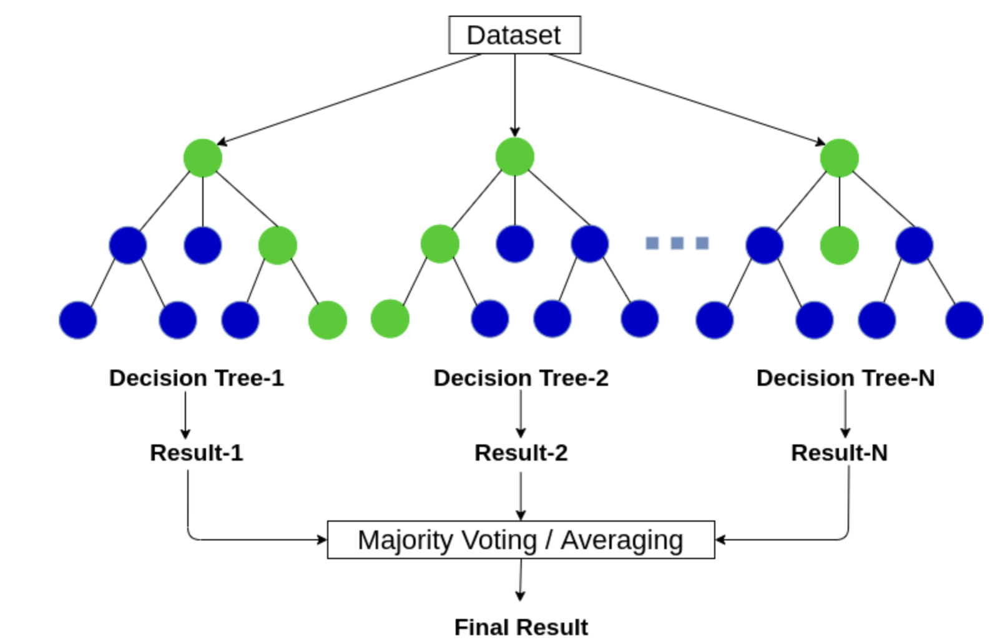 Dataset
Decision Tree-1
Decision Tree-2
Decision Tree-N
Result-1
Result-2
Result-N
Majority Voting / Averaging
Final Result